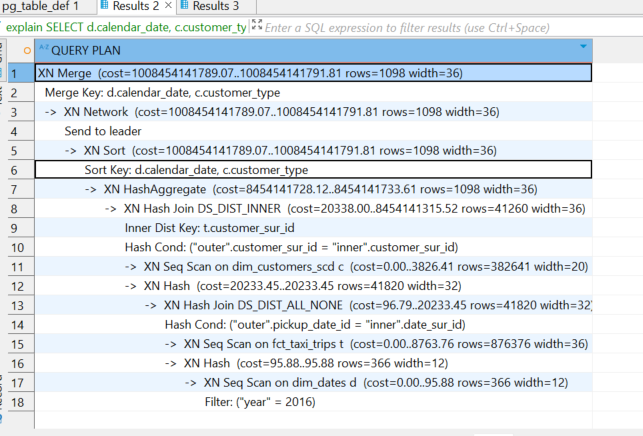 pg_table_def 1 Results 2 × Results 3
explain SELECT d.calendar_date, c.customer_ty Enter a SQL expression to filter results (use Ctrl+Space)
A-Z QUERY PLAN
1 XN Merge (cost=1008454141789.07..1008454141791.81 rows=1098 width=36)
2 Merge Key: d.calendar_date, c.customer_type
3 -> XN Network (cost=1008454141789.07..1008454141791.81 rows=1098 width=36)
4 Send to leader
5 -> XN Sort (cost=1008454141789.07..1008454141791.81 rows=1098 width=36)
6 Sort Key: d.calendar_date, c.customer_type
7 -> XN HashAggregate (cost=8454141728.12..8454141733.61 rows=1098 width=36)
8 -> XN Hash Join DS_DIST_INNER (cost=20338.00..8454141315.52 rows=41260 width=36)
9 Inner Dist Key: t.customer_sur_id
10 Hash Cond: ("outer".customer_sur_id = "inner".customer_sur_id)
11 -> XN Seq Scan on dim_customers_scd c (cost=0.00..3826.41 rows=382641 width=20)
12 -> XN Hash (cost=20233.45..20233.45 rows=41820 width=32)
13 -> XN Hash Join DS_DIST_ALL_NONE (cost=96.79..20233.45 rows=41820 width=32)
14 Hash Cond: ("outer".pickup_date_id = "inner".date_sur_id)
15 -> XN Seq Scan on fct_taxi_trips t (cost=0.00..8763.76 rows=876376 width=36)
16 -> XN Hash (cost=95.88..95.88 rows=366 width=12)
17 -> XN Seq Scan on dim_dates d (cost=0.00..95.88 rows=366 width=12)
18 Filter: ("year" = 2016)